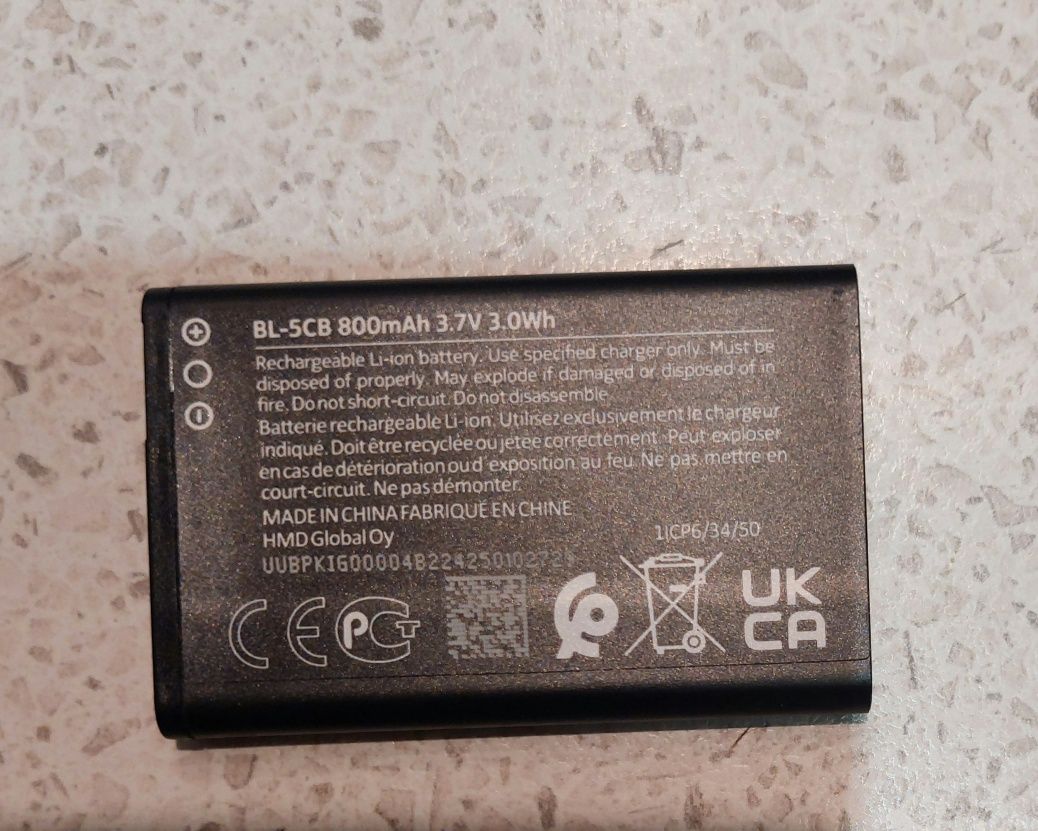 BL-5CB 800mAh 3.7V 3.0Wh
Rechargeable Li-ion battery. Use specified charger only. Must be
disposed of properly. May explode if damaged or disposed of in
fire. Do not short-circuit. Do not disassemble.
Batterie rechargeable Li-ion. Utilisez exclusivement le chargeur
indiqué. Doit être recyclée ou jetée correctement. Peut exploser
en cas de détérioration ou d' exposition au feu. Ne pas mettre en
court-circuit. Ne pas démonter.
MADE IN CHINA FABRIQUÉ EN CHINE
HMD Global Oy
1ICP6/34/50
CE
UK
CA